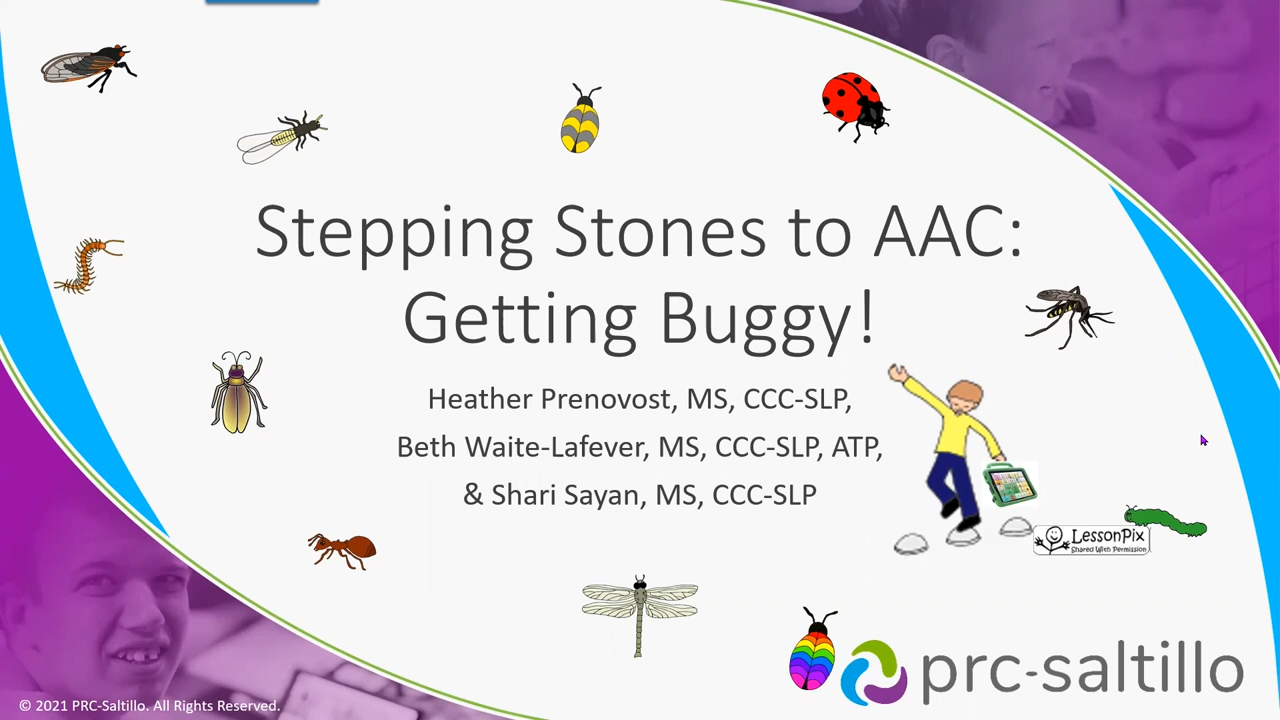 Stepping Stones to AAC:
Getting Buggy!
Heather Prenovost, MS, CCC-SLP,
Beth Waite-Lafever, MS, CCC-SLP, ATP,
& Shari Sayan, MS, CCC-SLP
LessonPix
Shared With Permission
prc-saltillo
© 2021 PRC-Saltillo. All Rights Reserved.